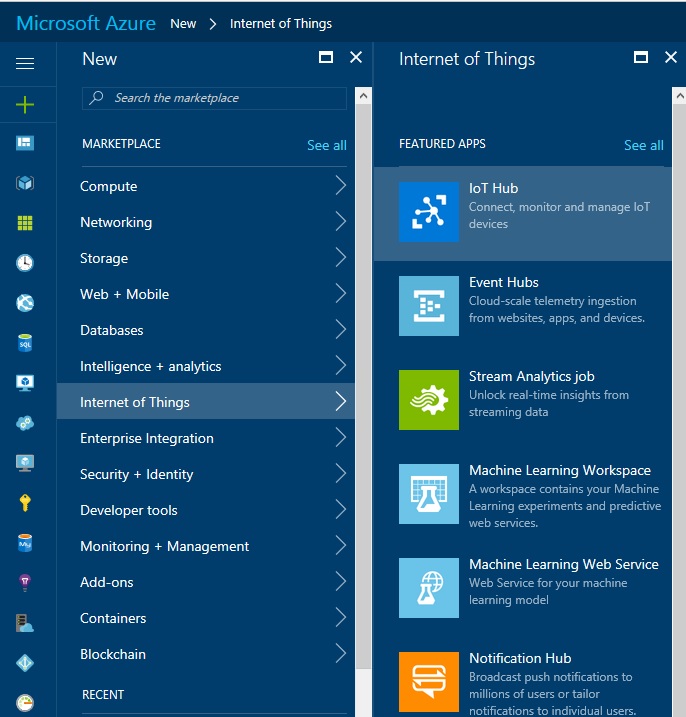 Microsoft Azure New > Internet of Things
New
Search the marketplace
MARKETPLACE See all
Compute
Networking
Storage
Web + Mobile
Databases
Intelligence + analytics
Internet of Things
Enterprise Integration
Security + Identity
Developer tools
Monitoring + Management
Add-ons
Containers
Blockchain
RECENT
Internet of Things
FEATURED APPS See all
IoT Hub
Connect, monitor and manage IoT
devices
Event Hubs
Cloud-scale telemetry ingestion
from websites, apps, and devices.
Stream Analytics job
Unlock real-time insights from
streaming data
Machine Learning Workspace
A workspace contains your Machine
Learning experiments and predictive
web services.
Machine Learning Web Service
Web Service for your machine
learning model
Notification Hub
Broadcast push notifications to
millions of users or tailor
notifications to individual users.
SQL
My